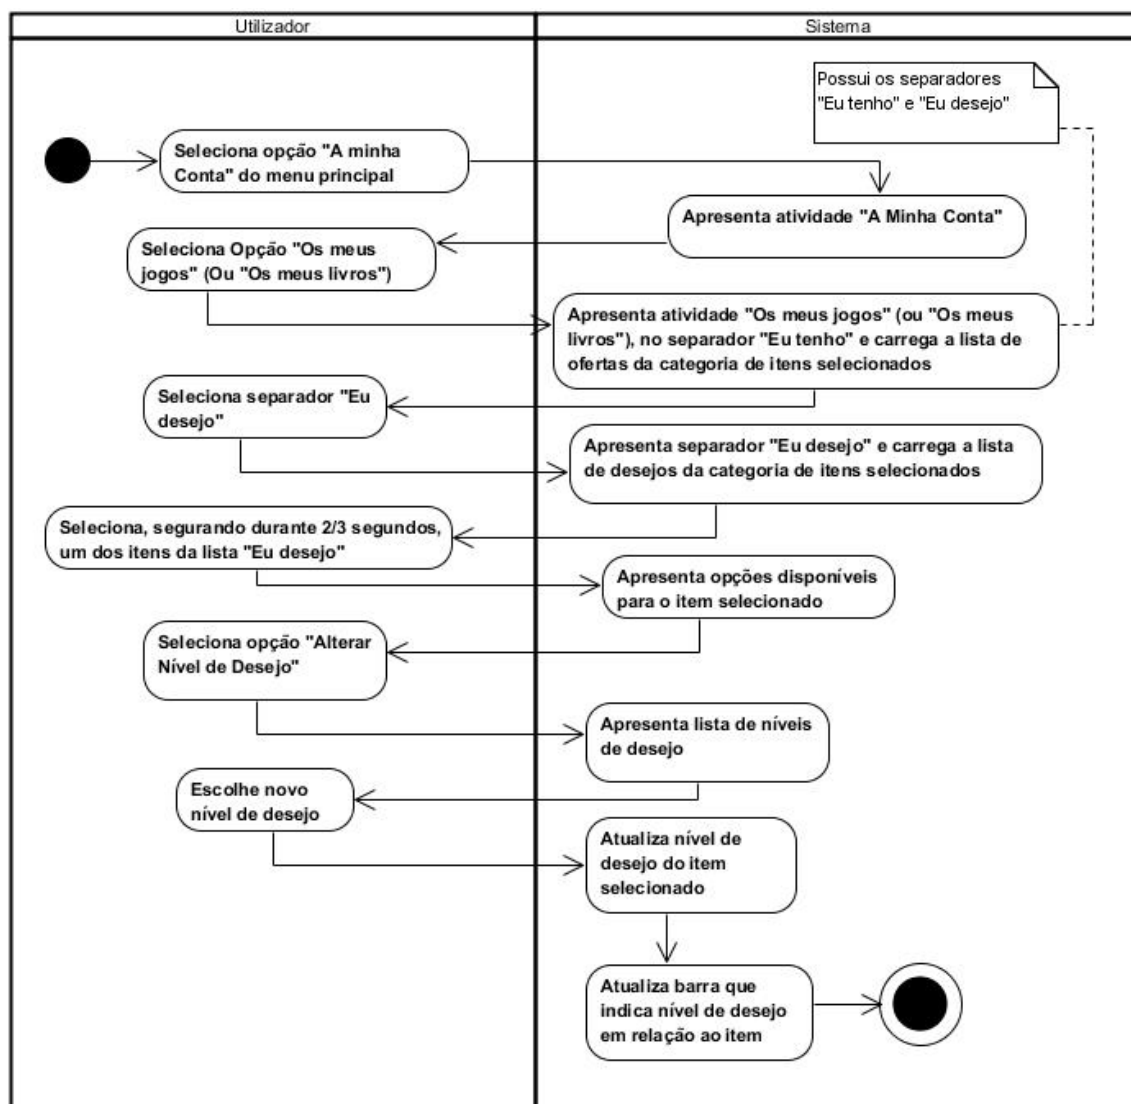 Utilizador
Sistema
Possui os separadores
"Eu tenho" e "Eu desejo"
Seleciona opção "A minha
Conta" do menu principal
Apresenta atividade "A Minha Conta"
Seleciona Opção "Os meus
jogos" (Ou "Os meus livros")
Apresenta atividade "Os meus jogos" (ou "Os meus
livros"), no separador "Eu tenho" e carrega a lista de
ofertas da categoria de itens selecionados
Seleciona separador "Eu
desejo"
Apresenta separador "Eu desejo" e carrega a lista
de desejos da categoria de itens selecionados
Seleciona, segurando durante 2/3 segundos,
um dos itens da lista "Eu desejo"
Apresenta opções disponíveis
para o item selecionado
Seleciona opção "Alterar
Nível de Desejo"
Apresenta lista de níveis
de desejo
Escolhe novo
nível de desejo
Atualiza nível de
desejo do item
selecionado
Atualiza barra que
indica nível de desejo
em relação ao item